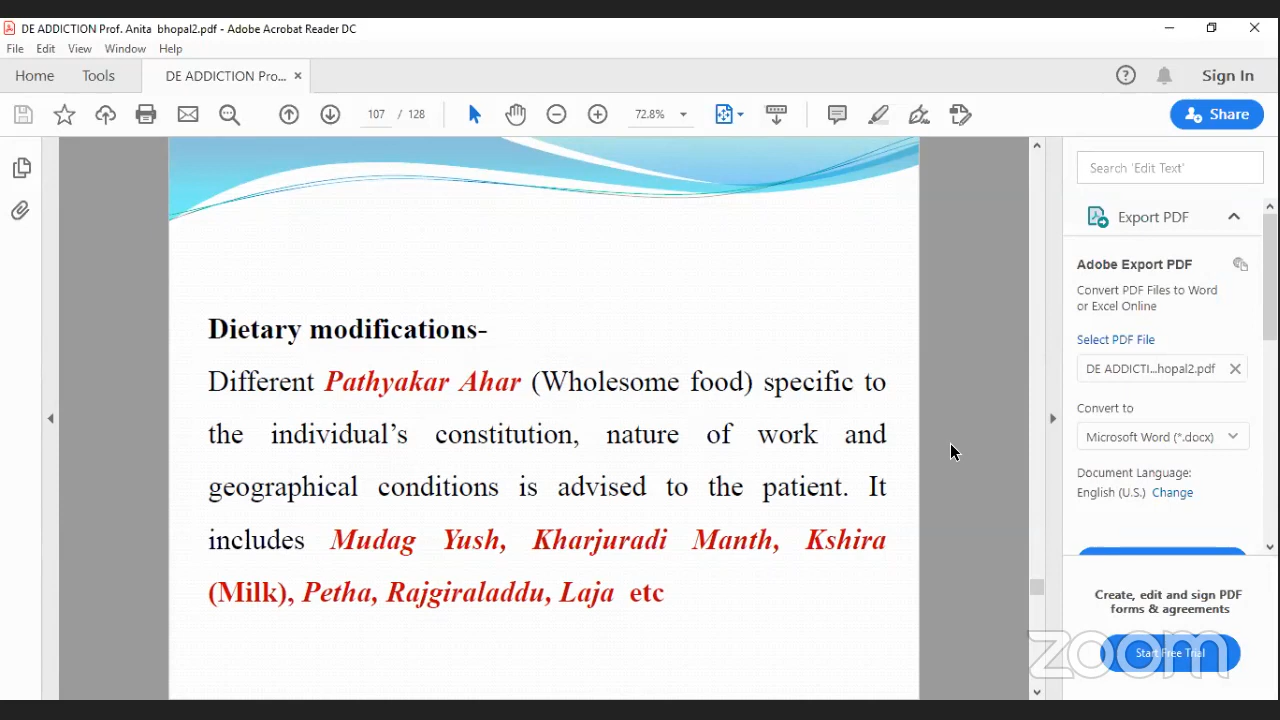 DE ADDICTION Prof. Anita bhopal2.pdf - Adobe Acrobat Reader DC
File Edit View Window Help
Home Tools DE ADDICTION Pro... × Sign In
107 / 128 72.8% Share
Search 'Edit Text'
Export PDF
Adobe Export PDF
Convert PDF Files to Word
or Excel Online
Select PDF File
DE ADDICTI...hopal2.pdf
Convert to
Microsoft Word (*.docx)
Document Language:
English (U.S.) Change
Create, edit and sign PDF
forms & agreements
Start Free Trial
zoom
Dietary modifications-
Different Pathyakar Ahar (Wholesome food) specific to
the individual's constitution, nature of work and
geographical conditions is advised to the patient. It
includes Mudag Yush, Kharjuradi Manth, Kshira
(Milk), Petha, Rajgiraladdu, Laja etc